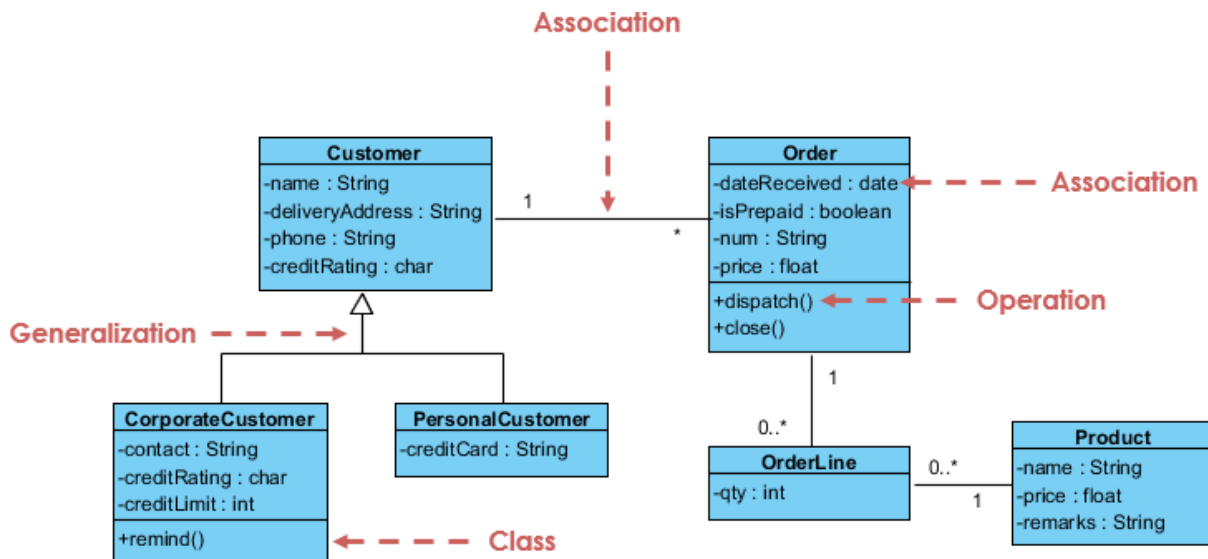 Association
Customer
-name : String
-deliveryAddress : String
-phone : String
-creditRating : char
1
*
Order
-dateReceived : date
-isPrepaid : boolean
-num : String
-price : float
+dispatch()
+close()
Association
Operation
Generalization
CorporateCustomer
-contact : String
-creditRating : char
-creditLimit : int
+remind()
Class
PersonalCustomer
-creditCard : String
1
0..*
OrderLine
-qty : int
0..*
1
Product
-name : String
-price : float
-remarks : String